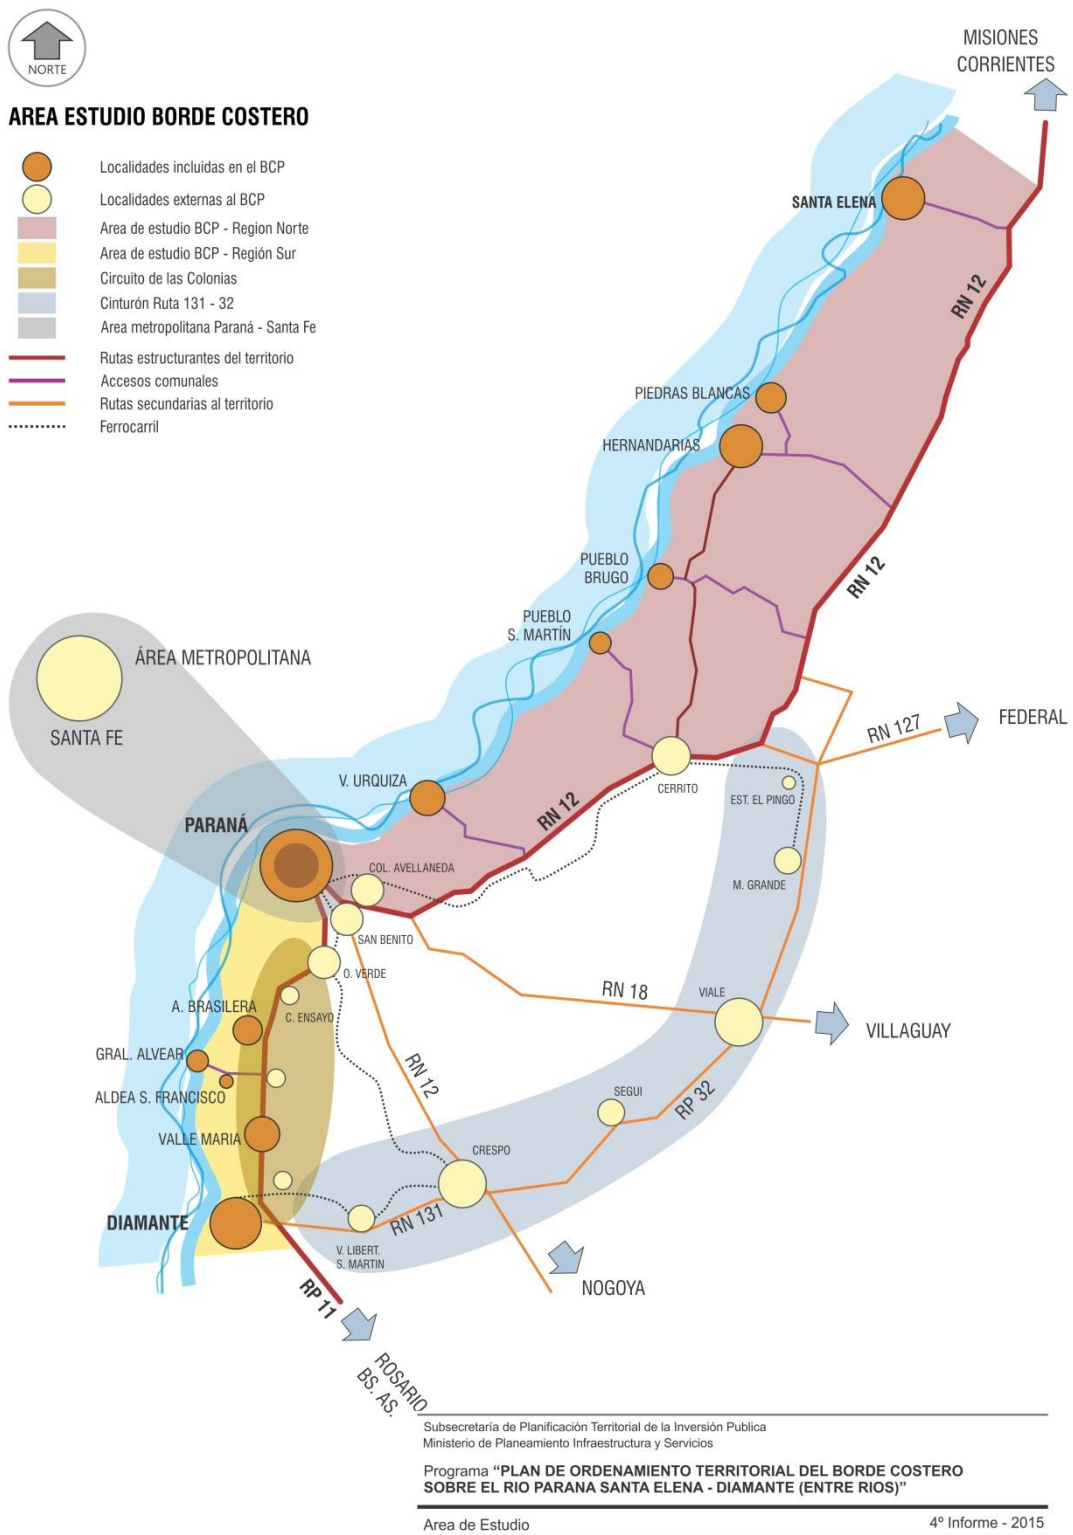 NORTE
AREA ESTUDIO BORDE COSTERO
Localidades incluidas en el BCP
Localidades externas al BCP
Area de estudio BCP - Region Norte
Area de estudio BCP - Región Sur
Circuito de las Colonias
Cinturón Ruta 131 - 32
Area metropolitana Paraná - Santa Fe
Rutas estructurantes del territorio
Accesos comunales
Rutas secundarias al territorio
Ferrocarril
MISIONES
CORRIENTES
SANTA ELENA
RN 12
PIEDRAS BLANCAS
HERNANDARIAS
RN 12
PUEBLO
BRUGO
PUEBLO
S. MARTÍN
ÁREA METROPOLITANA
SANTA FE
FEDERAL
RN 127
V. URQUIZA
CERRITO
EST. EL PINGO
RN 12
PARANÁ
COL. AVELLANEDA
M. GRANDE
SAN BENITO
O. VERDE
RN 18
VIALE
VILLAGUAY
A. BRASILERA
C. ENSAYO
GRAL. ALVEAR
RN 12
ALDEA S. FRANCISCO
SEGUI
RP 32
VALLE MARIA
CRESPO
DIAMANTE
RN 131
V. LIBERT.
S. MARTIN
NOGOYA
RP 11
ROSARIO
BS. AS.
Subsecretaría de Planificación Territorial de la Inversión Publica
Ministerio de Planeamiento Infraestructura y Servicios
Programa “PLAN DE ORDENAMIENTO TERRITORIAL DEL BORDE COSTERO
SOBRE EL RIO PARANA SANTA ELENA - DIAMANTE (ENTRE RIOS)”
Area de Estudio
4º Informe - 2015